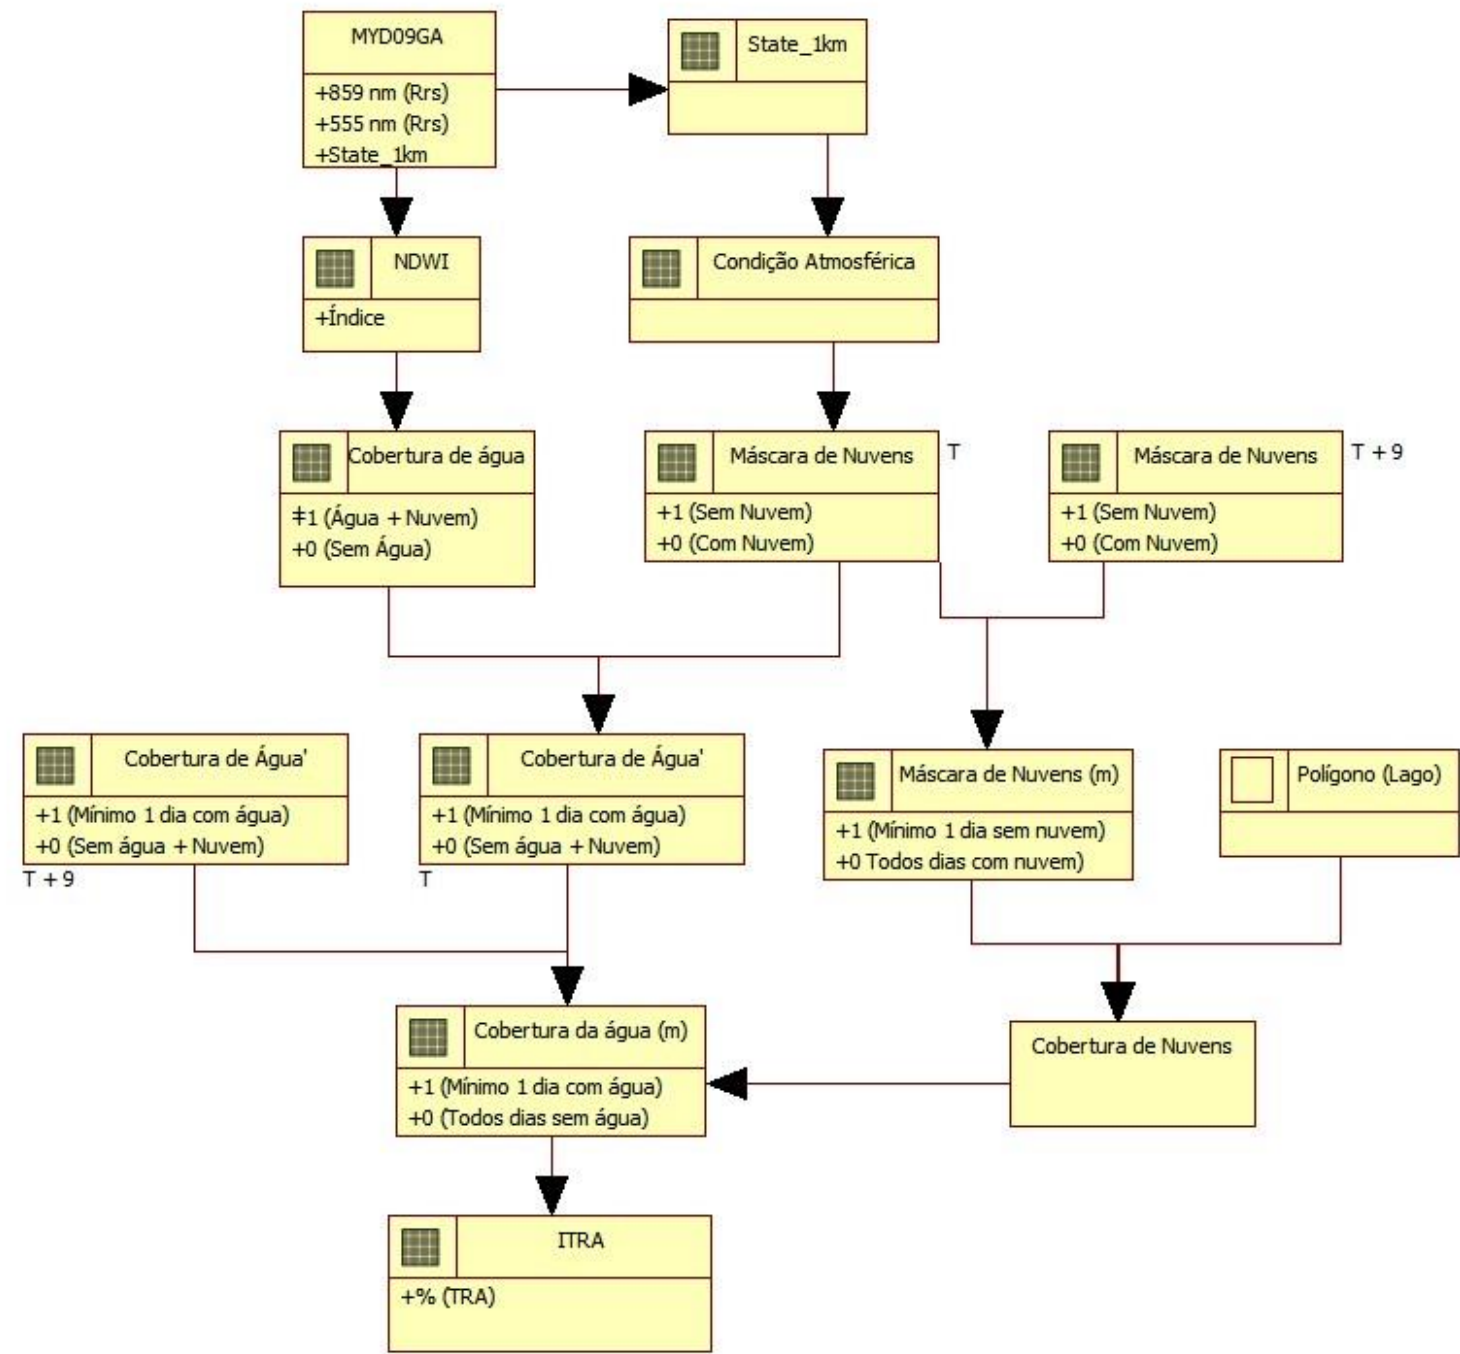 MYD09GA
+859 nm (Rrs)
+555 nm (Rrs)
+State_1km
State_1km
NDWI
+Índice
Condição Atmosférica
Cobertura de água
+1 (Água + Nuvem)
+0 (Sem Água)
Máscara de Nuvens
T
+1 (Sem Nuvem)
+0 (Com Nuvem)
Máscara de Nuvens
T + 9
+1 (Sem Nuvem)
+0 (Com Nuvem)
Cobertura de Água'
+1 (Mínimo 1 dia com água)
+0 (Sem água + Nuvem)
T + 9
Cobertura de Água'
+1 (Mínimo 1 dia com água)
+0 (Sem água + Nuvem)
T
Máscara de Nuvens (m)
+1 (Mínimo 1 dia sem nuvem)
+0 Todos dias com nuvem)
Polígono (Lago)
Cobertura da água (m)
+1 (Mínimo 1 dia com água)
+0 (Todos dias sem água)
Cobertura de Nuvens
ITRA
+% (TRA)